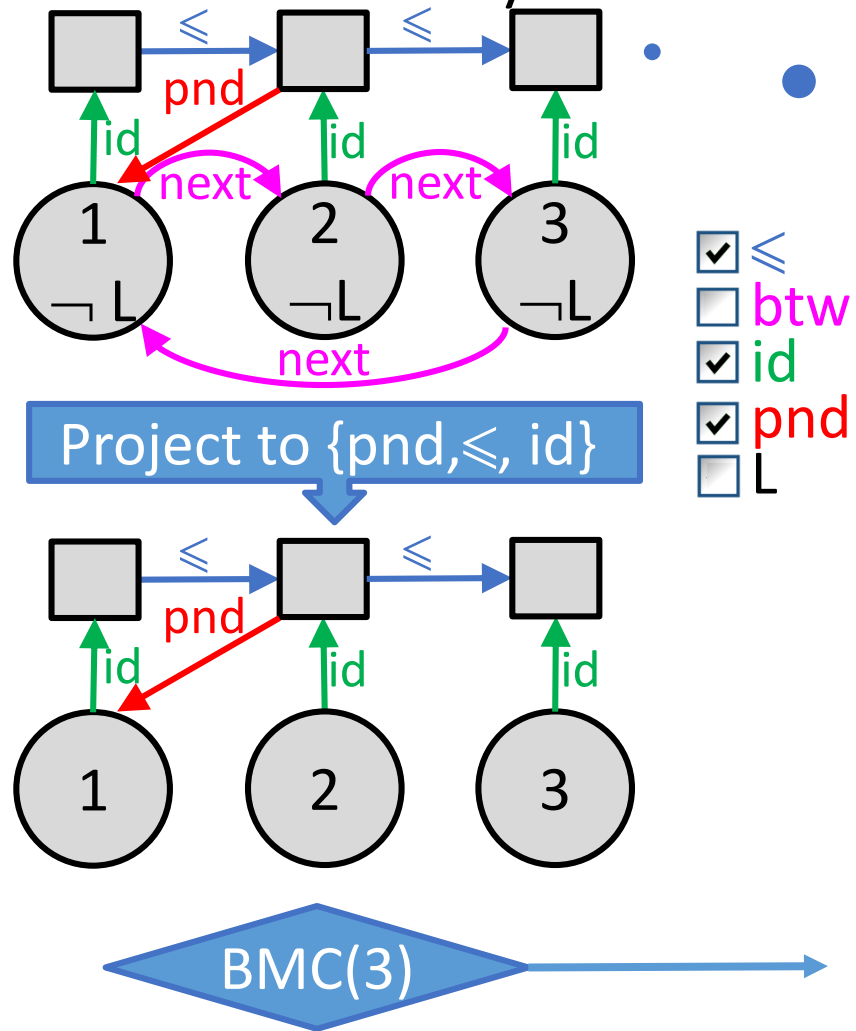 ⩽ ⩽
pnd
id id id
next next
1 2 3
¬L ¬L ¬L
next
⩽
btw
id
pnd
L
Project to {pnd,⩽, id}
⩽ ⩽
pnd
id id id
1 2 3
BMC(3)